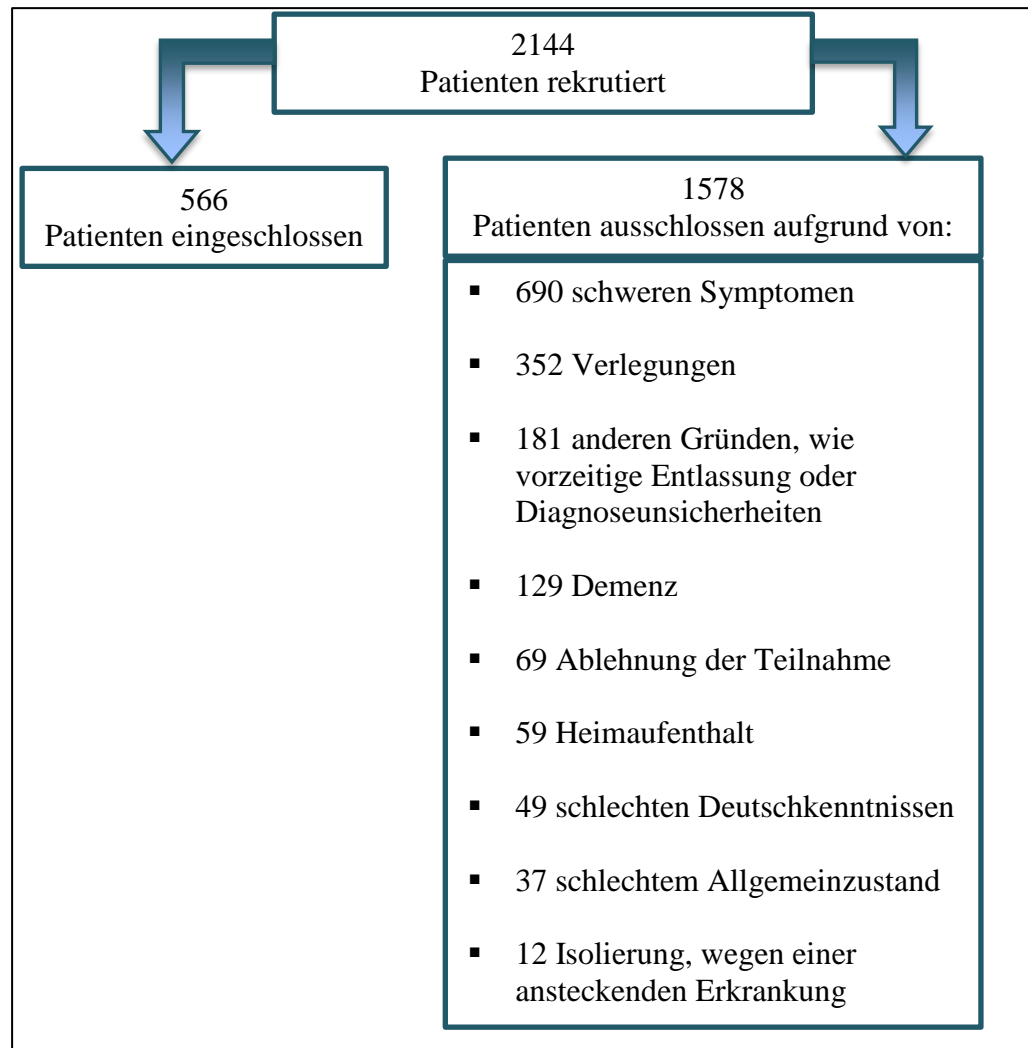 2144
Patienten rekrutiert
566
Patienten eingeschlossen
1578
Patienten ausschlossen aufgrund von:
▪ 690 schweren Symptomen
▪ 352 Verlegungen
▪ 181 anderen Gründen, wie
vorzeitige Entlassung oder
Diagnoseunsicherheiten
▪ 129 Demenz
▪ 69 Ablehnung der Teilnahme
▪ 59 Heimaufenthalt
▪ 49 schlechten Deutschkenntnissen
▪ 37 schlechtem Allgemeinzustand
▪ 12 Isolierung, wegen einer
ansteckenden Erkrankung